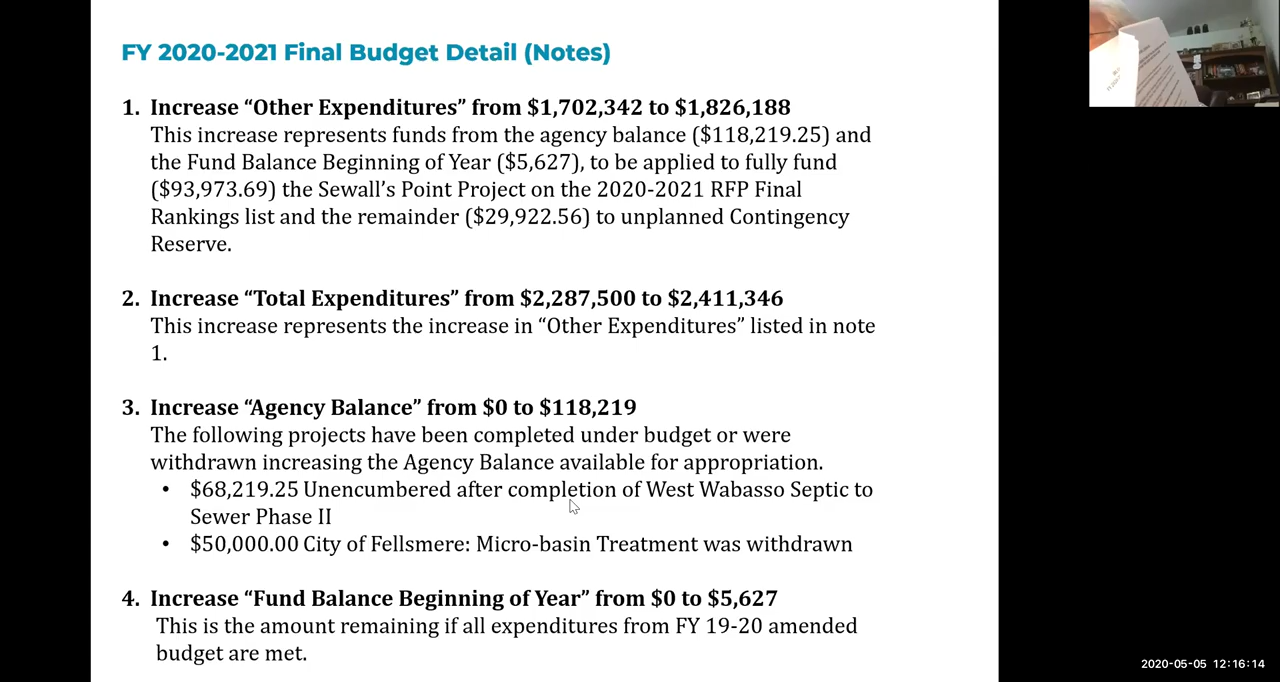 FY 2020-2021 Final Budget Detail (Notes)
1. Increase “Other Expenditures” from $1,702,342 to $1,826,188
This increase represents funds from the agency balance ($118,219.25) and
the Fund Balance Beginning of Year ($5,627), to be applied to fully fund
($93,973.69) the Sewall’s Point Project on the 2020-2021 RFP Final
Rankings list and the remainder ($29,922.56) to unplanned Contingency
Reserve.
2. Increase “Total Expenditures” from $2,287,500 to $2,411,346
This increase represents the increase in “Other Expenditures” listed in note
1.
3. Increase “Agency Balance” from $0 to $118,219
The following projects have been completed under budget or were
withdrawn increasing the Agency Balance available for appropriation.
• $68,219.25 Unencumbered after completion of West Wabasso Septic to
Sewer Phase II
• $50,000.00 City of Fellsmere: Micro-basin Treatment was withdrawn
4. Increase “Fund Balance Beginning of Year” from $0 to $5,627
This is the amount remaining if all expenditures from FY 19-20 amended
budget are met.
2020-05-05 12:16:14